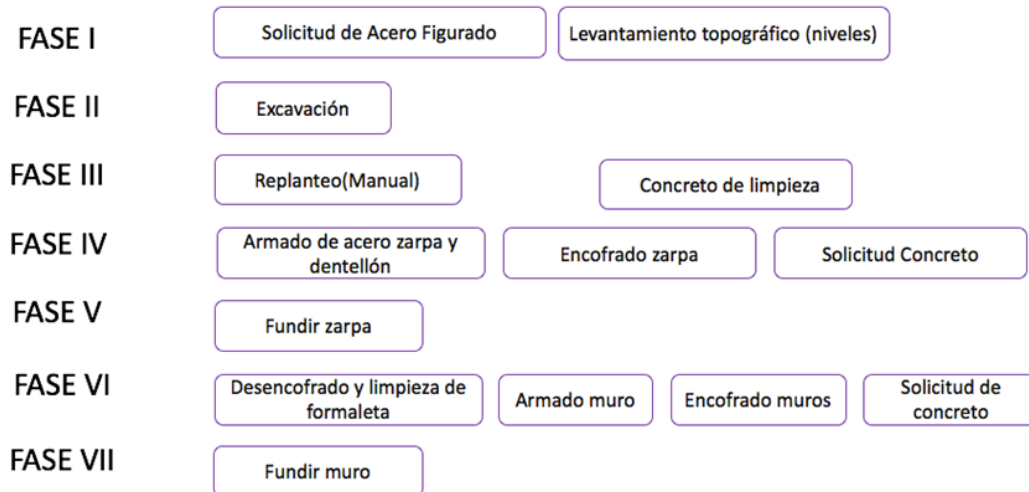 FASE I
Solicitud de Acero Figurado
Levantamiento topográfico (niveles)
FASE II
Excavación
FASE III
Replanteo(Manual)
Concreto de limpieza
FASE IV
Armado de acero zarpa y
dentellón
Encofrado zarpa
Solicitud Concreto
FASE V
Fundir zarpa
FASE VI
Desencofrado y limpieza de
formaleta
Armado muro
Encofrado muros
Solicitud de
concreto
FASE VII
Fundir muro